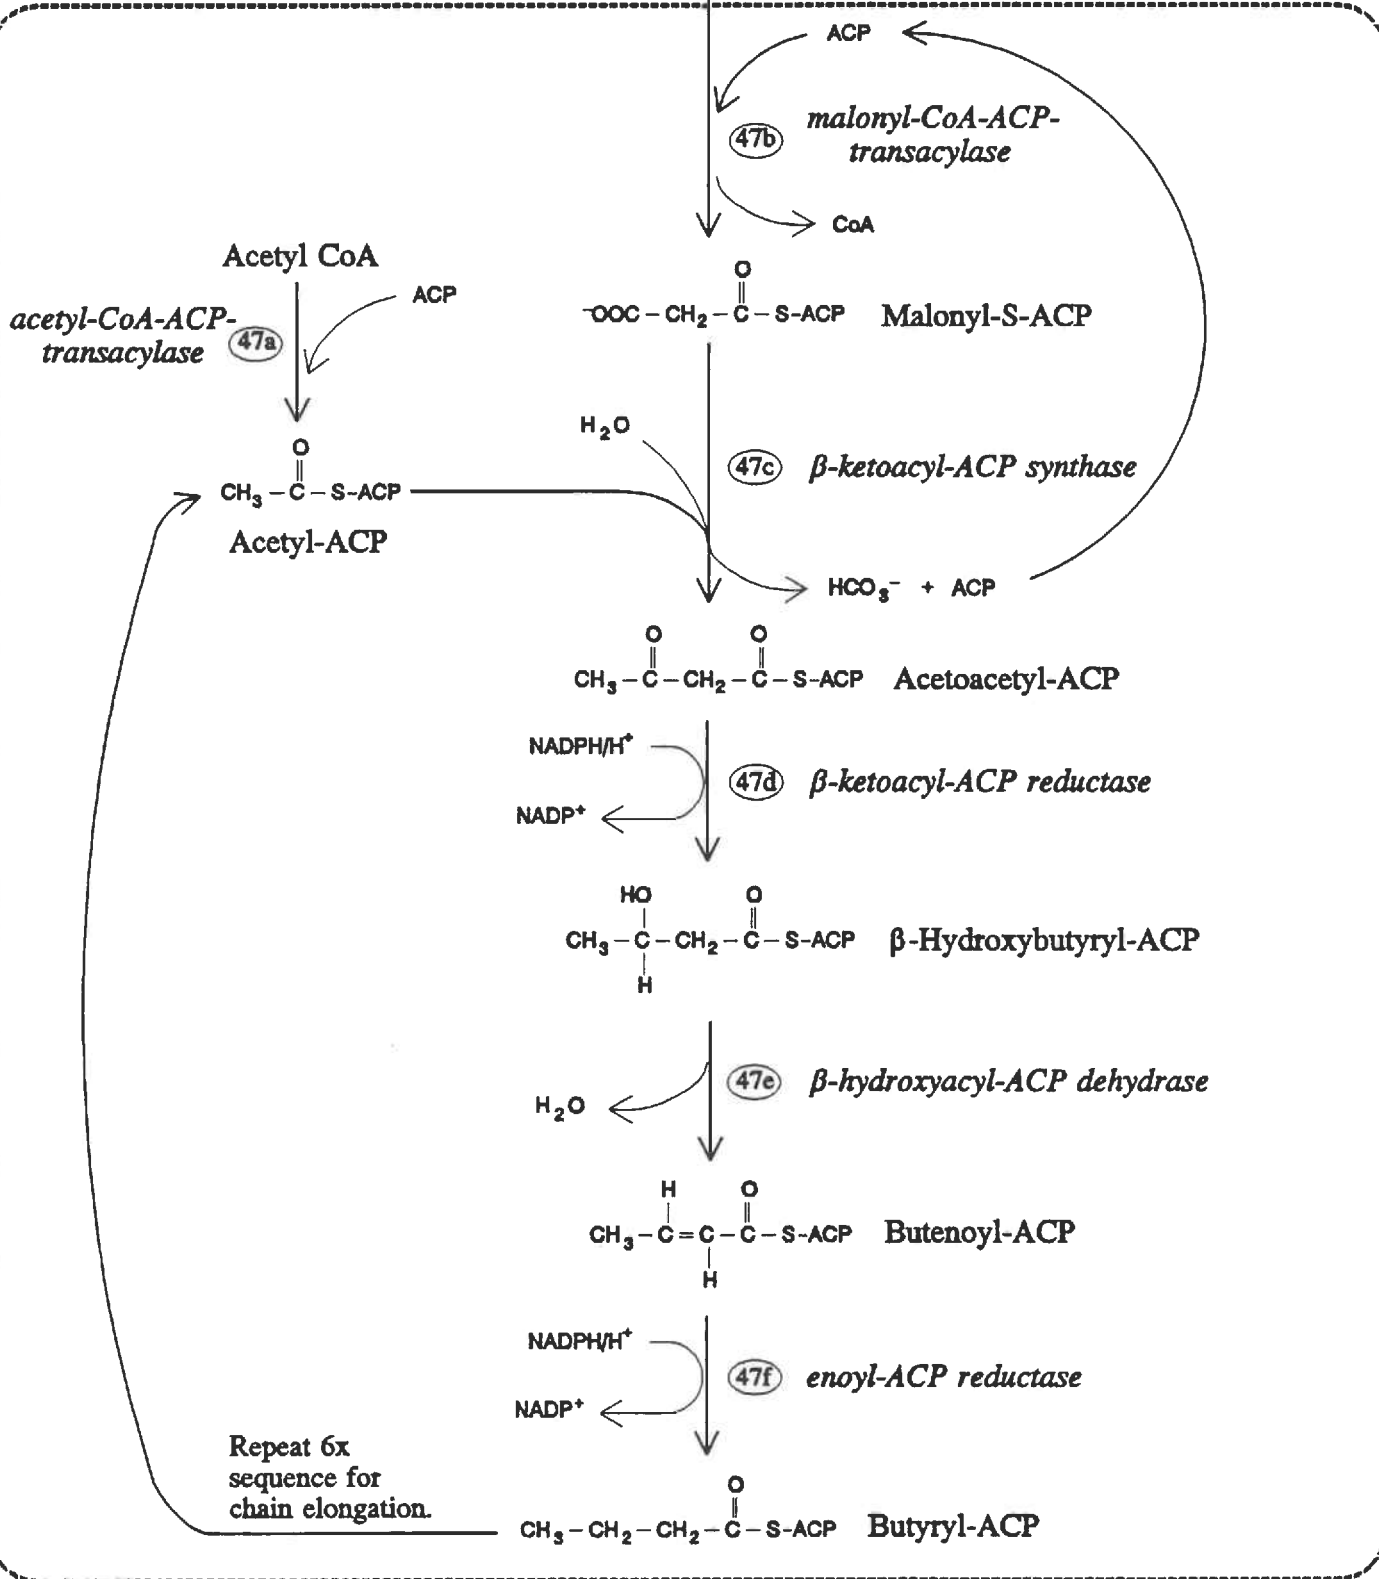 ACP
47b malonyl-CoA-ACP-
transacylase
CoA
Acetyl CoA
ACP
acetyl-CoA-ACP-
transacylase
47a
O
⁻OOC – CH₂ – C – S–ACP Malonyl-S-ACP
H₂O
47c β-ketoacyl-ACP synthase
O
CH₃ – C – S–ACP
Acetyl-ACP
HCO₃⁻ + ACP
O O
CH₃ – C – CH₂ – C – S–ACP Acetoacetyl-ACP
NADPH/H⁺
47d β-ketoacyl-ACP reductase
NADP⁺
HO O
CH₃ – C – CH₂ – C – S–ACP β-Hydroxybutyryl-ACP
H
47e β-hydroxyacyl-ACP dehydrase
H₂O
H O
CH₃ – C = C – C – S–ACP Butenoyl-ACP
H
NADPH/H⁺
47f enoyl-ACP reductase
NADP⁺
Repeat 6x
sequence for
chain elongation.
O
CH₃ – CH₂ – CH₂ – C – S–ACP Butyryl-ACP